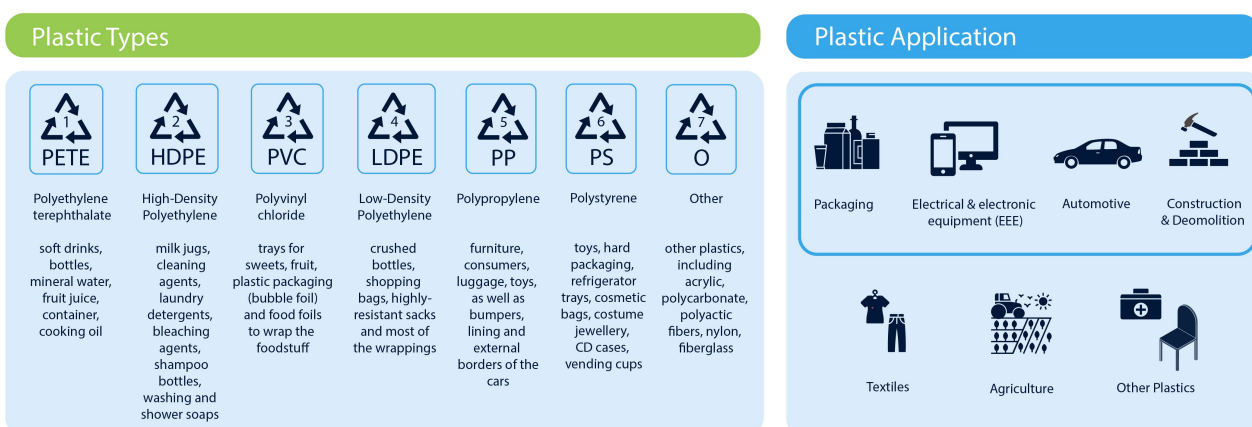 Plastic Types
1
PETE
Polyethylene
terephthalate
soft drinks,
bottles,
mineral water,
fruit juice,
container,
cooking oil
2
HDPE
High-Density
Polyethylene
milk jugs,
cleaning
agents,
laundry
detergents,
bleaching
agents,
shampoo
bottles,
washing and
shower soaps
3
PVC
Polyvinyl
chloride
trays for
sweets, fruit,
plastic packaging
(bubble foil)
and food foils
to wrap the
foodstuff
4
LDPE
Low-Density
Polyethylene
crushed
bottles,
shopping
bags, highly-
resistant sacks
and most of
the wrappings
5
PP
Polypropylene
furniture,
consumers,
luggage, toys,
as well as
bumpers,
lining and
external
borders of the
cars
6
PS
Polystyrene
toys, hard
packaging,
refrigerator
trays, cosmetic
bags, costume
jewellery,
CD cases,
vending cups
7
O
Other
other plastics,
including
acrylic,
polycarbonate,
polyactic
fibers, nylon,
fiberglass
Plastic Application
Packaging
Electrical & electronic
equipment (EEE)
Automotive
Construction
& Deomolition
Textiles
Agriculture
Other Plastics